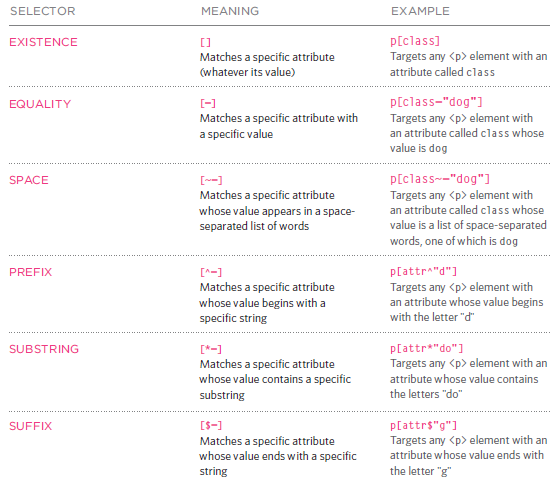 SELECTOR MEANING EXAMPLE
EXISTENCE [] p[class]
Matches a specific attribute Targets any <p> element with an
(whatever its value) attribute called class
EQUALITY [=] p[class="dog"]
Matches a specific attribute with Targets any <p> element with
a specific value an attribute called class whose
value is dog
SPACE [~=] p[class~="dog"]
Matches a specific attribute Targets any <p> element with
whose value appears in a space- an attribute called class whose
separated list of words value is a list of space-separated
words, one of which is dog
PREFIX [^=] p[attr^"d"]
Matches a specific attribute Targets any <p> element with
whose value begins with a an attribute whose value begins
specific string with the letter "d"
SUBSTRING [*=] p[attr*"do"]
Matches a specific attribute Targets any <p> element with an
whose value contains a specific attribute whose value contains
substring the letters "do"
SUFFIX [$=] p[attr$"g"]
Matches a specific attribute Targets any <p> element with an
whose value ends with a specific attribute whose value ends with
string the letter "g"